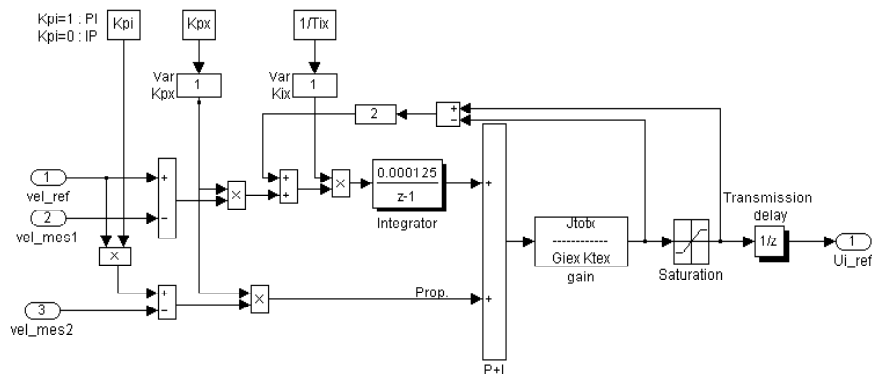 Kpi=1 : PI
Kpi=0 : IP
Kpi
Kpx
1/Tix
Var
Kpx
1
Var
Kix
1
2
+
−
1
vel_ref
2
vel_mes1
+
−
×
+
+
×
0.000125
z-1
Integrator
+
Jtotx
------------
Giex Ktex
gain
Saturation
Transmission
delay
1/z
1
Ui_ref
×
3
vel_mes2
+
−
×
Prop.
+
P+I